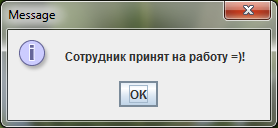 Message
Сотрудник принят на работу =)!
OK